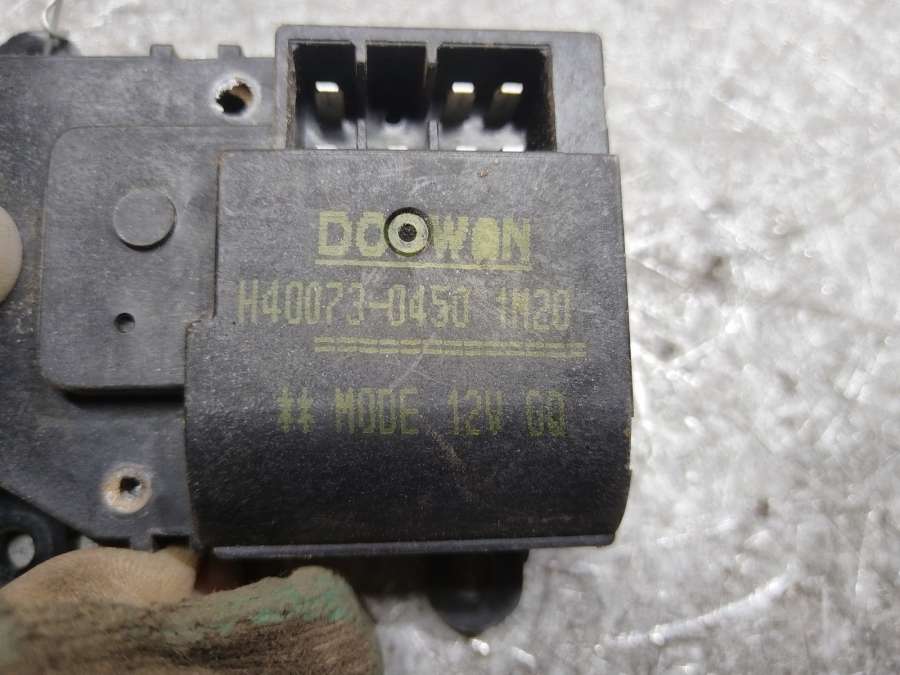 DOOWON
H40073-0450 1M20
=================
## MODE 12V GQ